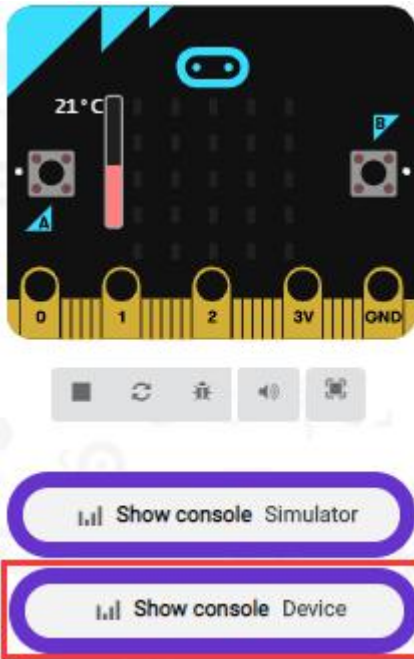 21°C
B
A
0 1 2 3V GND
Show console Simulator
Show console Device